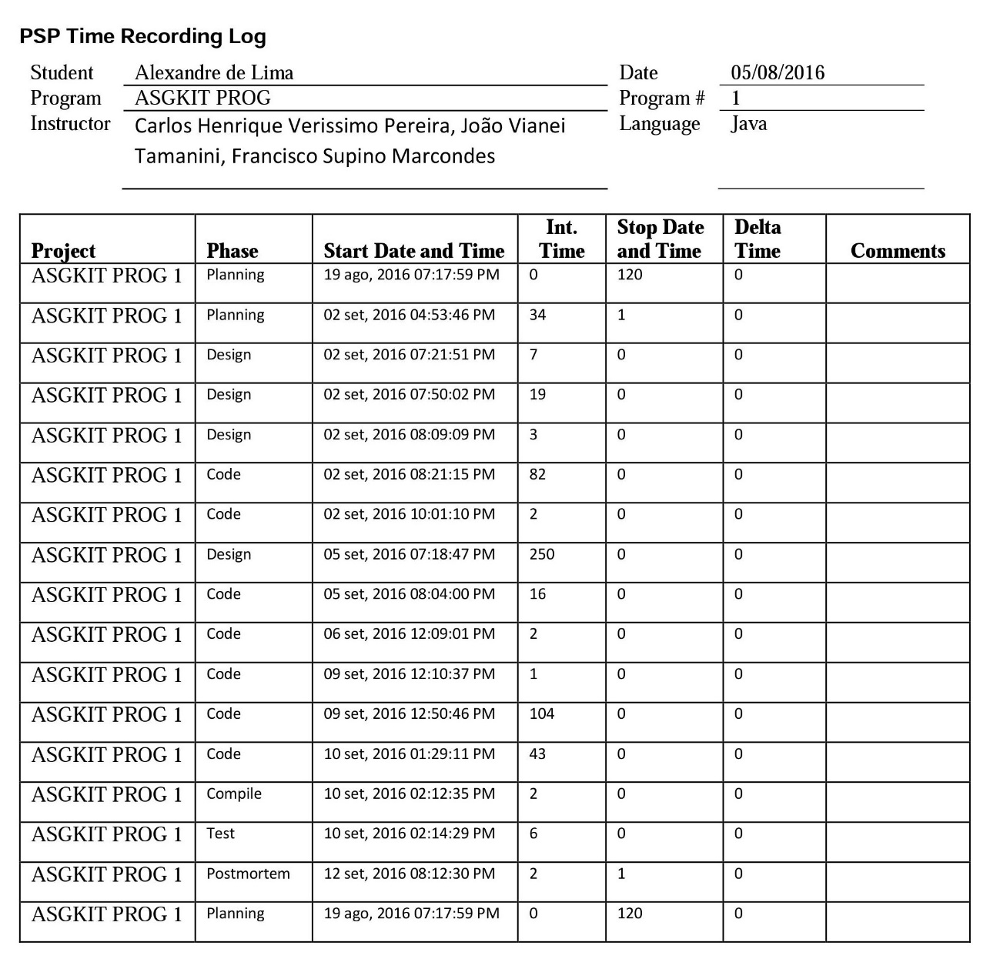 PSP Time Recording Log
Student Alexandre de Lima Date 05/08/2016
Program ASGKIT PROG Program # 1
Instructor Carlos Henrique Verissimo Pereira, João Vianei Language Java
Tamanini, Francisco Supino Marcondes
Project Phase Start Date and Time Int. Time Stop Date and Time Delta Time Comments
ASGKIT PROG 1 Planning 19 ago, 2016 07:17:59 PM 0 120 0
ASGKIT PROG 1 Planning 02 set, 2016 04:53:46 PM 34 1 0
ASGKIT PROG 1 Design 02 set, 2016 07:21:51 PM 7 0 0
ASGKIT PROG 1 Design 02 set, 2016 07:50:02 PM 19 0 0
ASGKIT PROG 1 Design 02 set, 2016 08:09:09 PM 3 0 0
ASGKIT PROG 1 Code 02 set, 2016 08:21:15 PM 82 0 0
ASGKIT PROG 1 Code 02 set, 2016 10:01:10 PM 2 0 0
ASGKIT PROG 1 Design 05 set, 2016 07:18:47 PM 250 0 0
ASGKIT PROG 1 Code 05 set, 2016 08:04:00 PM 16 0 0
ASGKIT PROG 1 Code 06 set, 2016 12:09:01 PM 2 0 0
ASGKIT PROG 1 Code 09 set, 2016 12:10:37 PM 1 0 0
ASGKIT PROG 1 Code 09 set, 2016 12:50:46 PM 104 0 0
ASGKIT PROG 1 Code 10 set, 2016 01:29:11 PM 43 0 0
ASGKIT PROG 1 Compile 10 set, 2016 02:12:35 PM 2 0 0
ASGKIT PROG 1 Test 10 set, 2016 02:14:29 PM 6 0 0
ASGKIT PROG 1 Postmortem 12 set, 2016 08:12:30 PM 2 1 0
ASGKIT PROG 1 Planning 19 ago, 2016 07:17:59 PM 0 120 0